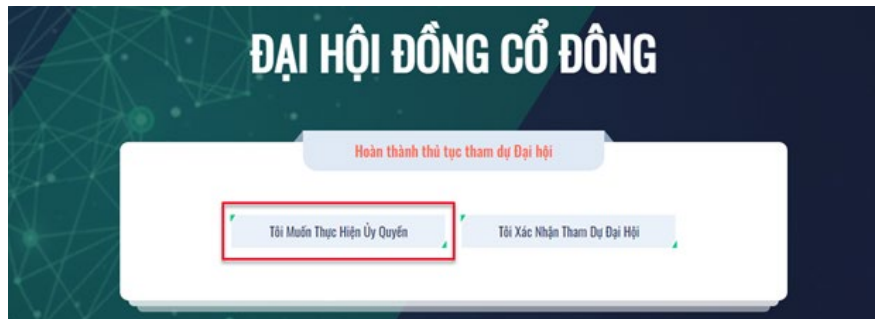 ĐẠI HỘI ĐỒNG CỔ ĐÔNG
Hoàn thành thủ tục tham dự Đại hội
Tôi Muốn Thực Hiện Ủy Quyền
Tôi Xác Nhận Tham Dự Đại Hội